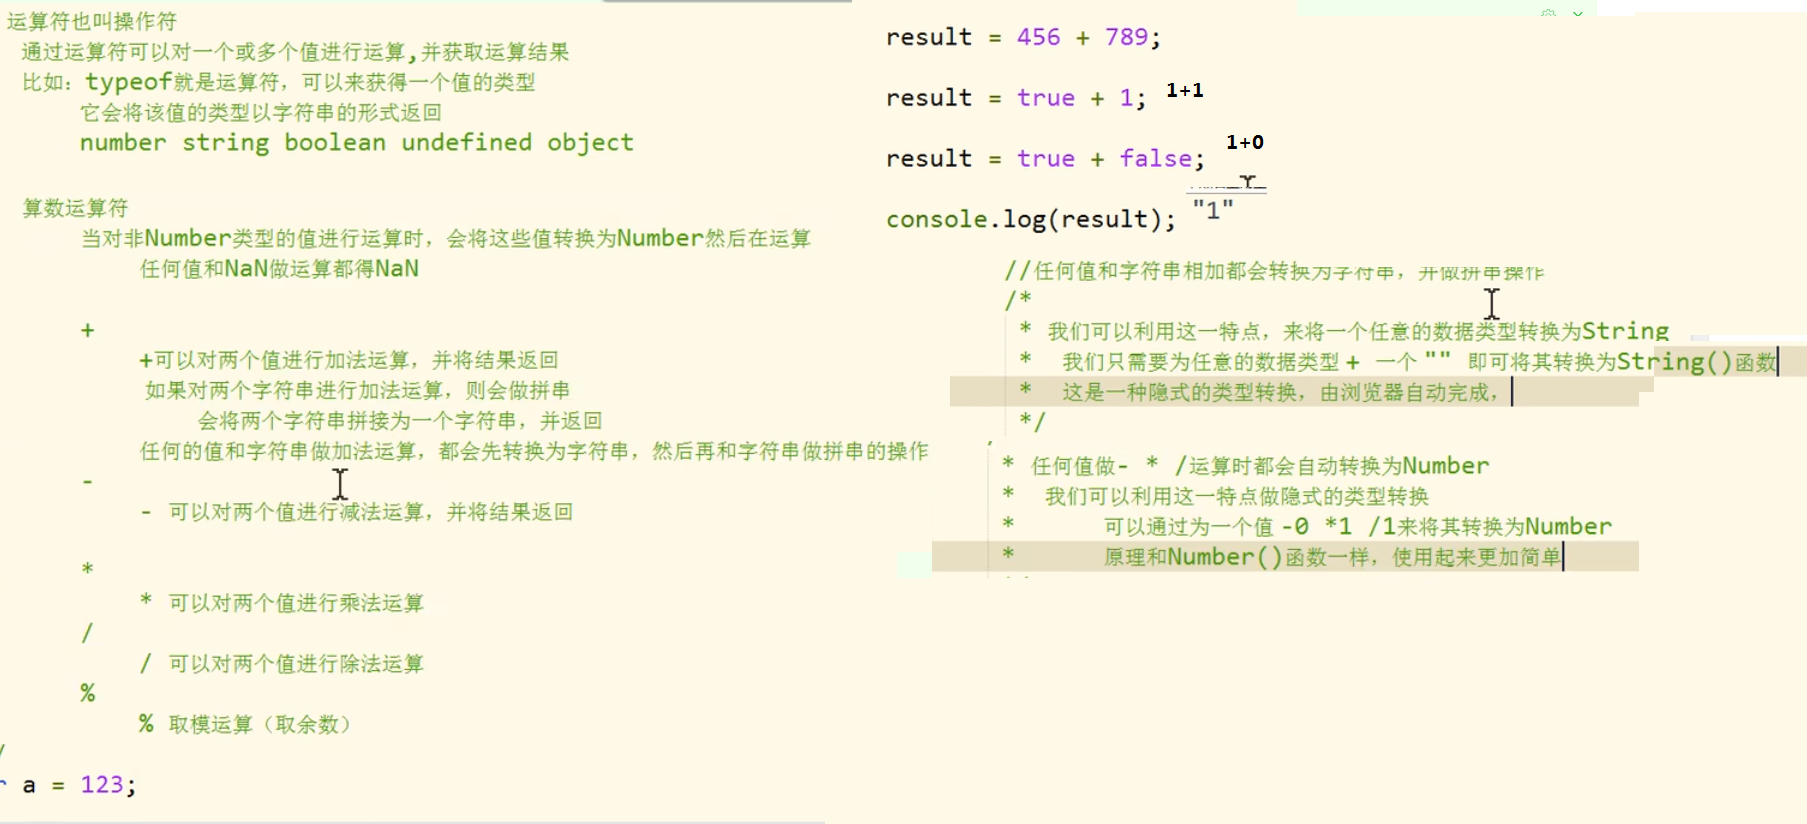 运算符也叫操作符
通过运算符可以对一个或多个值进行运算,并获取运算结果
比如：typeof就是运算符，可以来获得一个值的类型
它会将该值的类型以字符串的形式返回
number string boolean undefined object
算数运算符
当对非Number类型的值进行运算时，会将这些值转换为Number然后在运算
任何值和NaN做运算都得NaN
+
+可以对两个值进行加法运算，并将结果返回
如果对两个字符串进行加法运算，则会做拼串
会将两个字符串拼接为一个字符串，并返回
任何的值和字符串做加法运算，都会先转换为字符串，然后再和字符串做拼串的操作
-
- 可以对两个值进行减法运算，并将结果返回
*
* 可以对两个值进行乘法运算
/
/ 可以对两个值进行除法运算
%
% 取模运算（取余数）
/
r a = 123;
result = 456 + 789;
result = true + 1; 1+1
result = true + false; 1+0
console.log(result); "1"
//任何值和字符串相加都会转换为字符串，并做拼串操作
/*
* 我们可以利用这一特点，来将一个任意的数据类型转换为String
* 我们只需要为任意的数据类型 + 一个 "" 即可将其转换为String()函数
* 这是一种隐式的类型转换，由浏览器自动完成，
*/
* 任何值做- * /运算时都会自动转换为Number
* 我们可以利用这一特点做隐式的类型转换
* 可以通过为一个值 -0 *1 /1来将其转换为Number
* 原理和Number()函数一样，使用起来更加简单